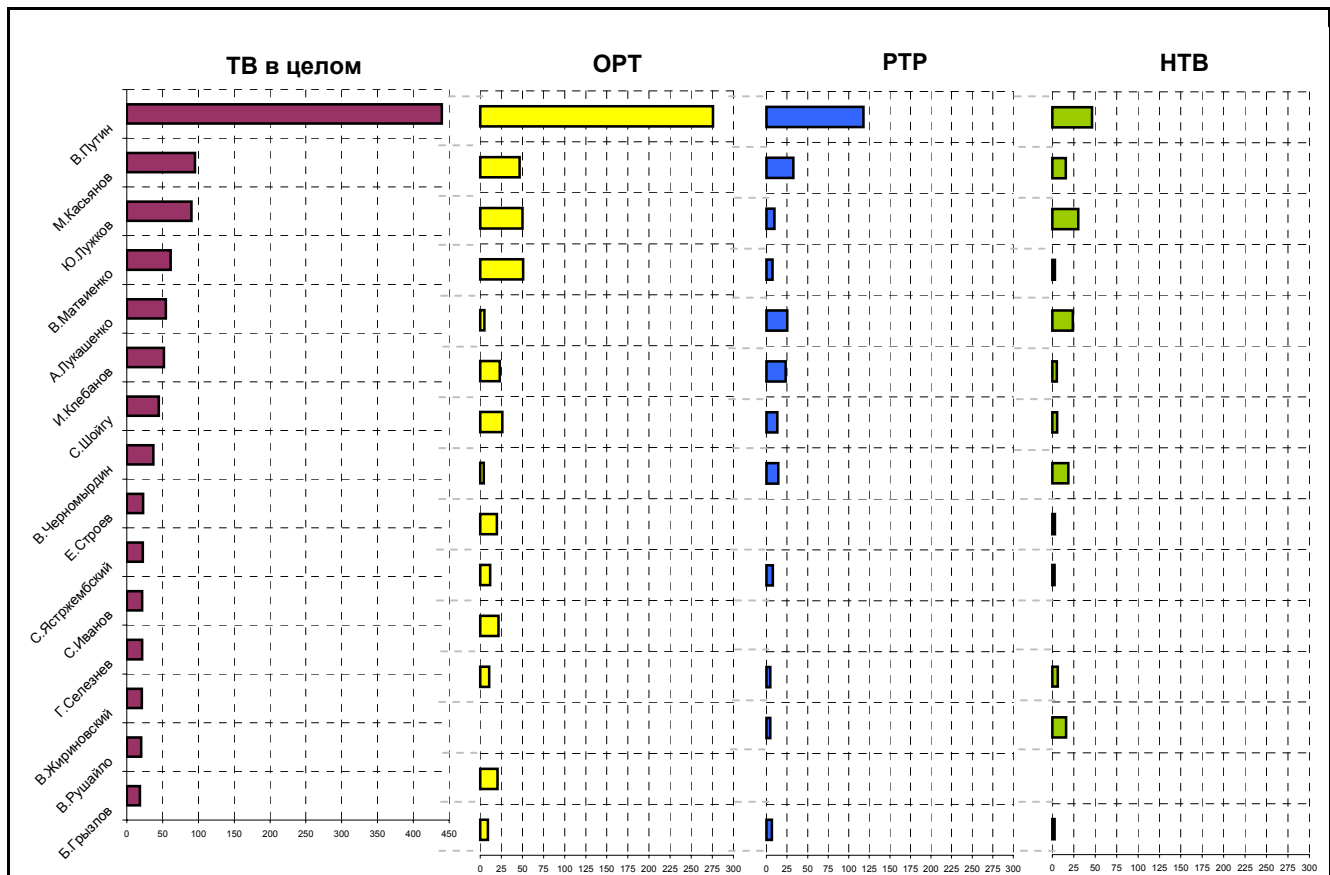 ТВ в целом
ОРТ
РТР
НТВ
В.Путин
М.Касьянов
Ю.Лужков
В.Матвиенко
А.Лукашенко
И.Клебанов
С.Шойгу
В.Черномырдин
Е.Строев
С.Ястржембский
С.Иванов
Г.Селезнев
В.Жириновский
В.Рушайло
Б.Грызлов
0 50 100 150 200 250 300 350 400 450
0 25 50 75 100 125 150 175 200 225 250 275 300
0 25 50 75 100 125 150 175 200 225 250 275 300
0 25 50 75 100 125 150 175 200 225 250 275 300